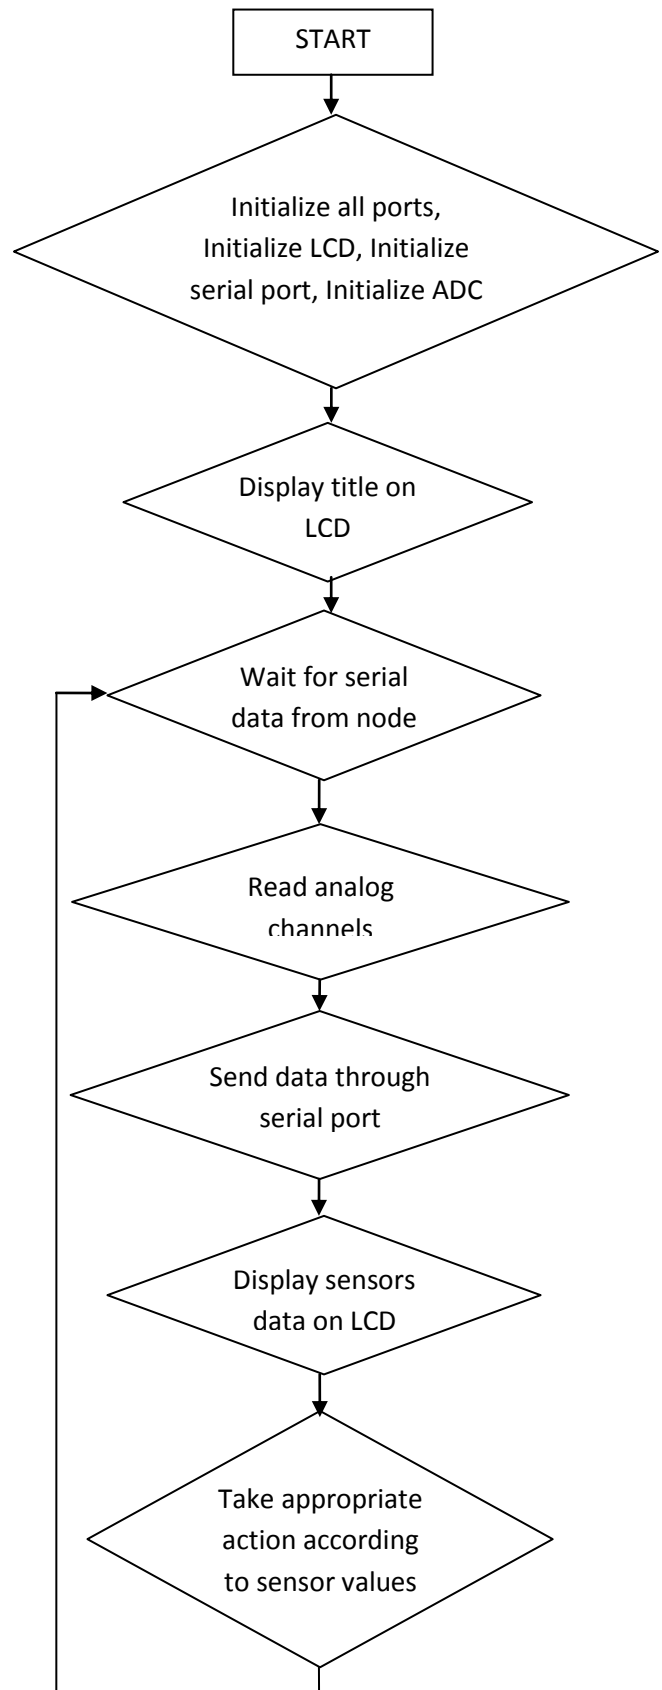 START
Initialize all ports,
Initialize LCD, Initialize
serial port, Initialize ADC
Display title on
LCD
Wait for serial
data from node
Read analog
channels
Send data through
serial port
Display sensors
data on LCD
Take appropriate
action according
to sensor values